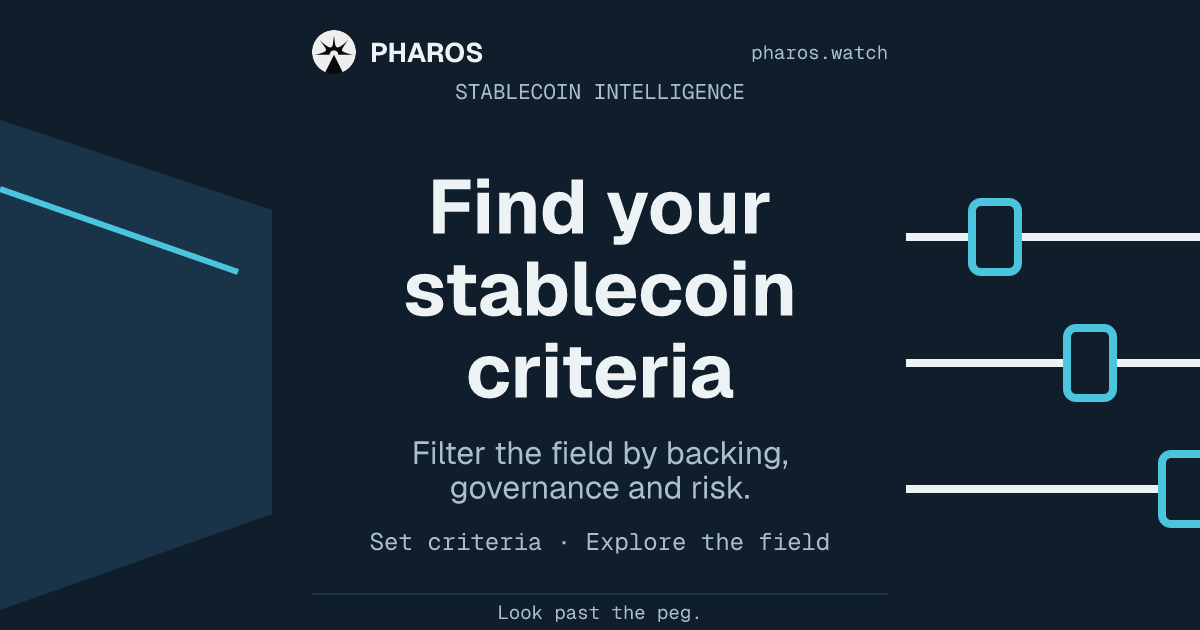 PHAROS
pharos.watch
STABLECOIN INTELLIGENCE
Find your
stablecoin
criteria
Filter the field by backing,
governance and risk.
Set criteria · Explore the field
Look past the peg.